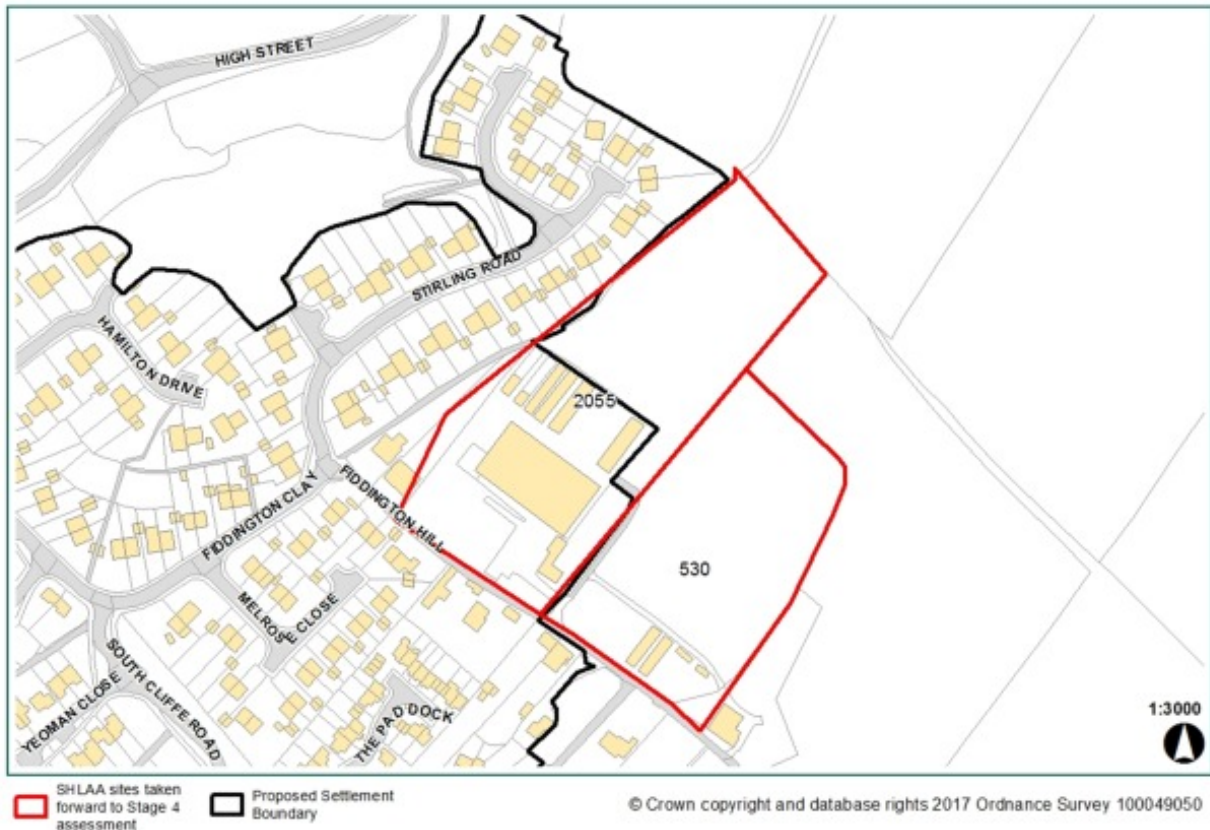 HIGH STREET
STIRLING ROAD
HAMILTON DRIVE
2055
FIDDINGTON HILL
FIDDINGTON CLAY
530
MELROSE CLOSE
SOUTH CLIFFE ROAD
YEOMAN CLOSE
THE PADDOCK
1:3000
SHLAA sites taken
forward to Stage 4
assessment
Proposed Settlement
Boundary
© Crown copyright and database rights 2017 Ordnance Survey 100049050